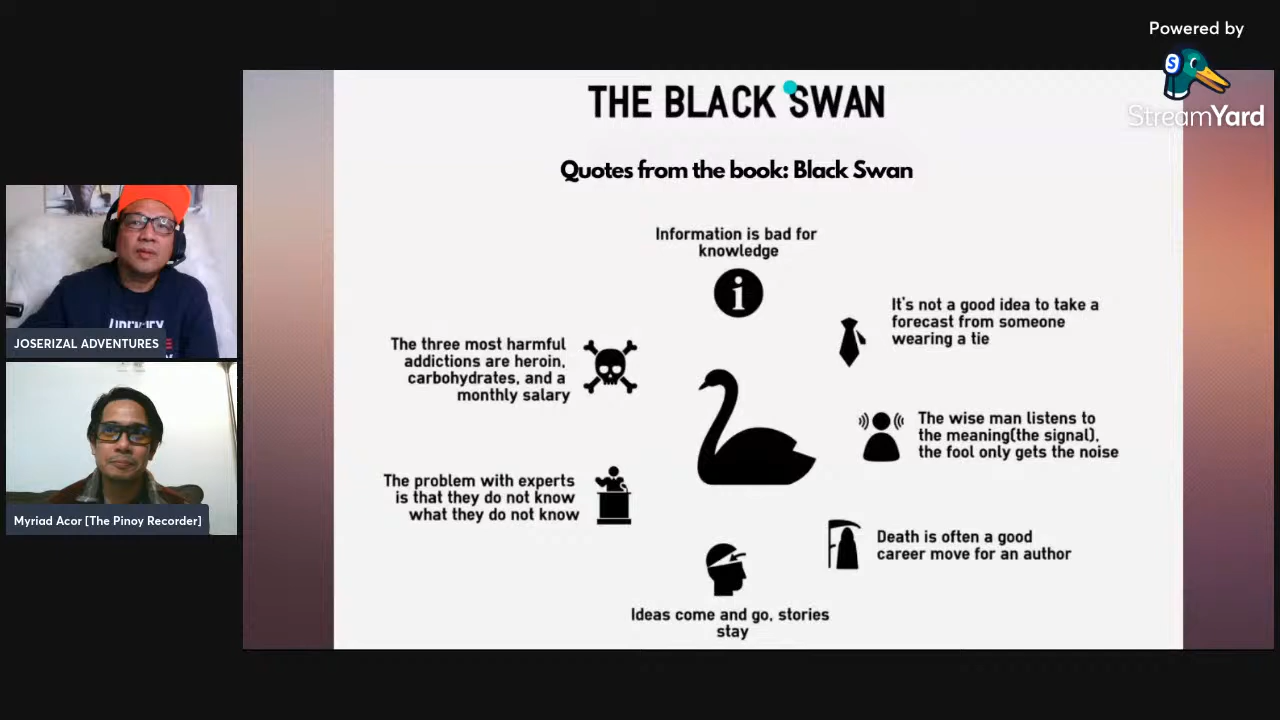 Powered by
StreamYard
THE BLACK SWAN
Quotes from the book: Black Swan
Information is bad for
knowledge
It's not a good idea to take a
forecast from someone
wearing a tie
The three most harmful
addictions are heroin,
carbohydrates, and a
monthly salary
The wise man listens to
the meaning(the signal),
the fool only gets the noise
The problem with experts
is that they do not know
what they do not know
Death is often a good
career move for an author
Ideas come and go, stories
stay
JOSERIZAL ADVENTURES
Myriad Acor [The Pinoy Recorder]